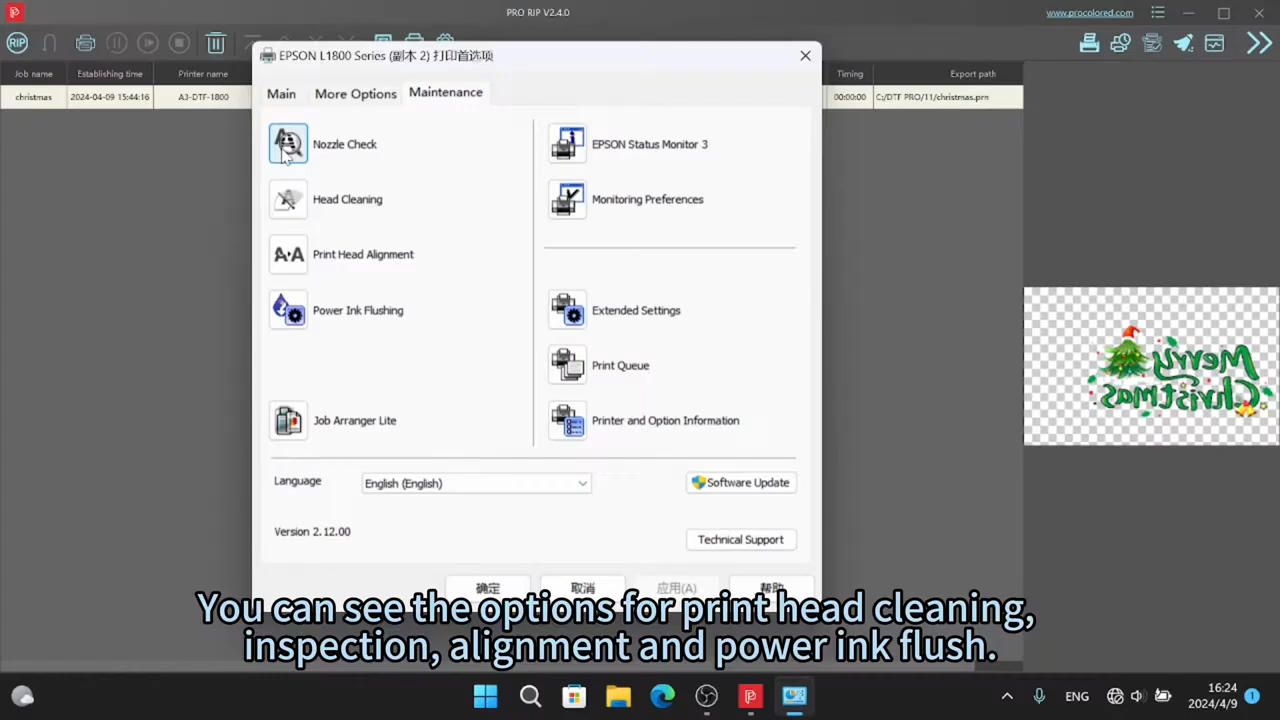 PRO RIP V2.4.0
www.procolored.com
RIP
Job name Establishing time Printer name Timing Export path
christmas 2024-04-09 15:44:16 A3-DTF-1800 00:00:00 C:/DTF PRO/11/christmas.prn
EPSON L1800 Series (副本 2) 打印首选项
Main More Options Maintenance
Nozzle Check
EPSON Status Monitor 3
Head Cleaning
Monitoring Preferences
Print Head Alignment
Power Ink Flushing
Extended Settings
Print Queue
Job Arranger Lite
Printer and Option Information
Language English (English) Software Update
Version 2.12.00
Technical Support
确定 取消 应用(A) 帮助
Merry
Christmas
You can see the options for print head cleaning,
inspection, alignment and power ink flush.
ENG
16:24
2024/4/9
1